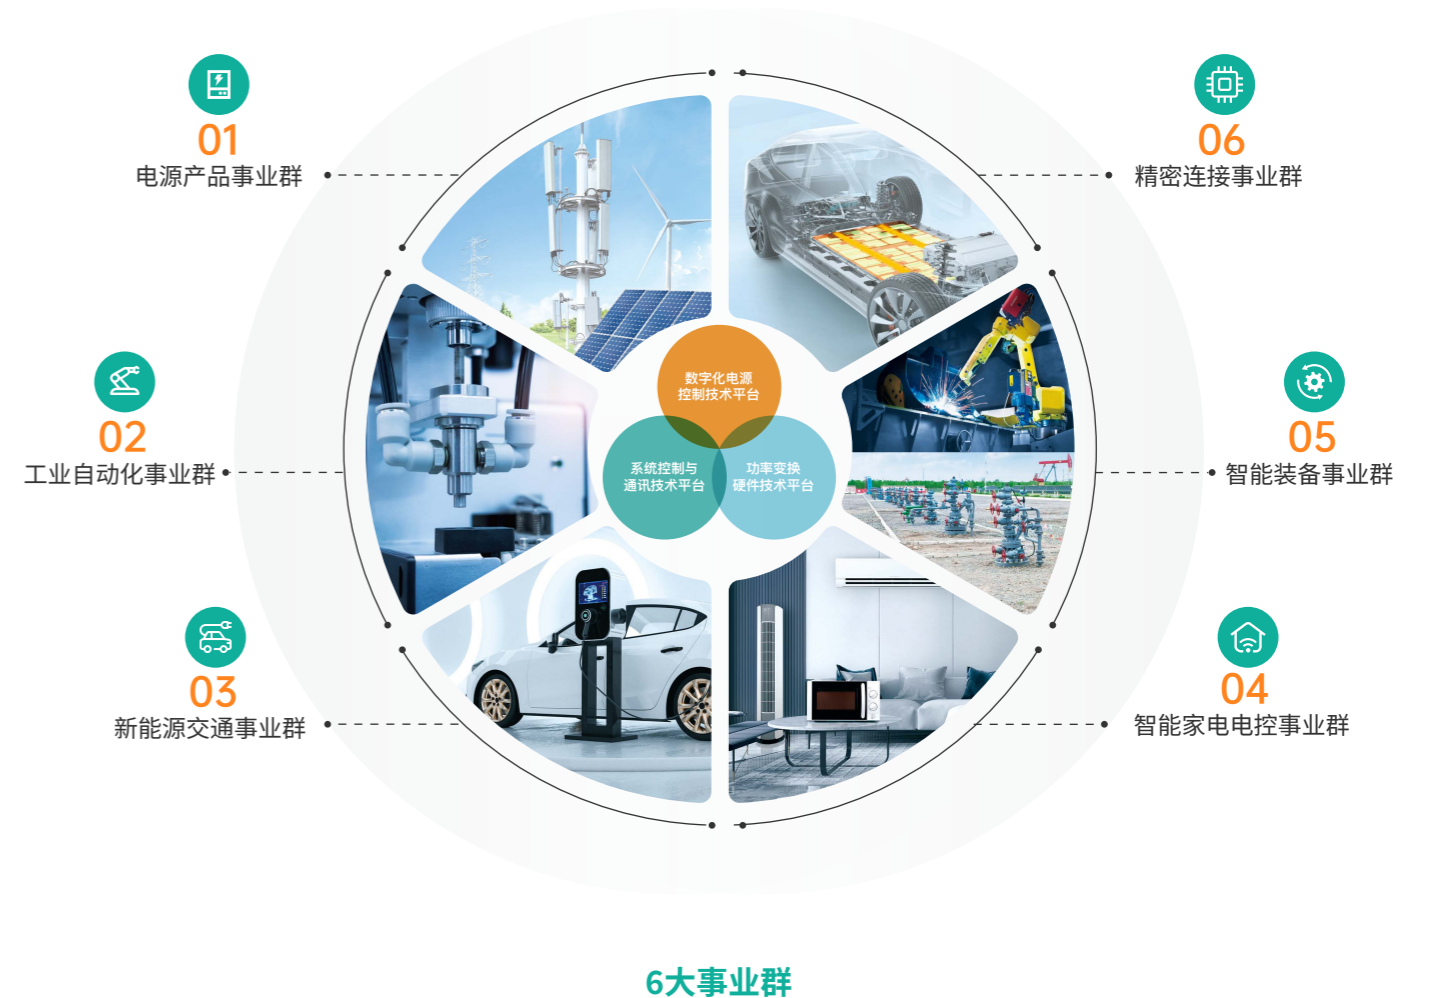 01
电源产品事业群
02
工业自动化事业群
03
新能源交通事业群
06
精密连接事业群
05
智能装备事业群
04
智能家电电控事业群
数字化电源
控制技术平台
系统控制与
通讯技术平台
功率变换
硬件技术平台
6大事业群